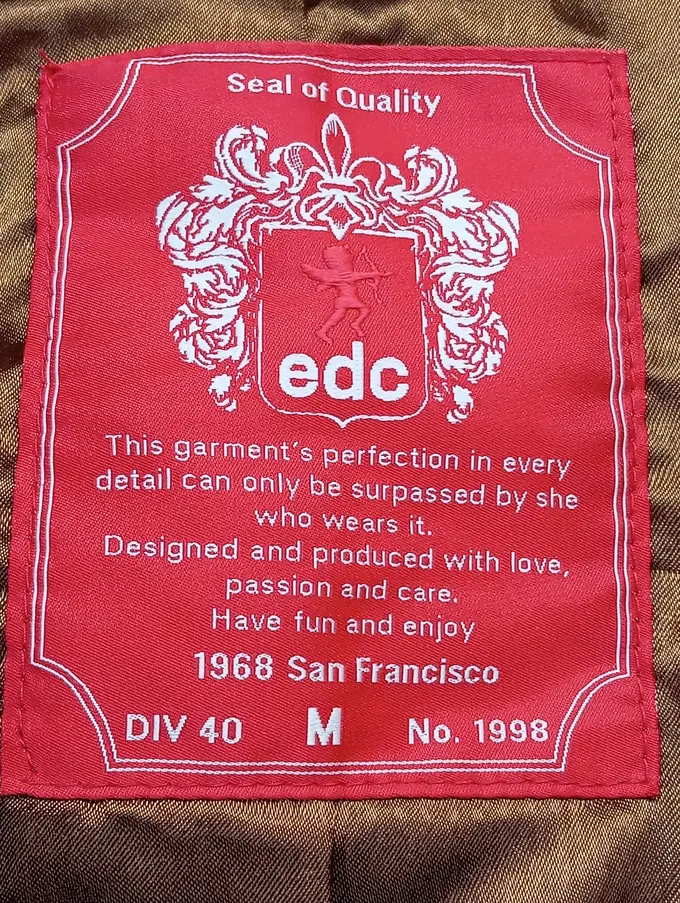 Seal of Quality
edc
This garment's perfection in every
detail can only be surpassed by she
who wears it.
Designed and produced with love,
passion and care.
Have fun and enjoy
1968 San Francisco
DIV 40 M No. 1998